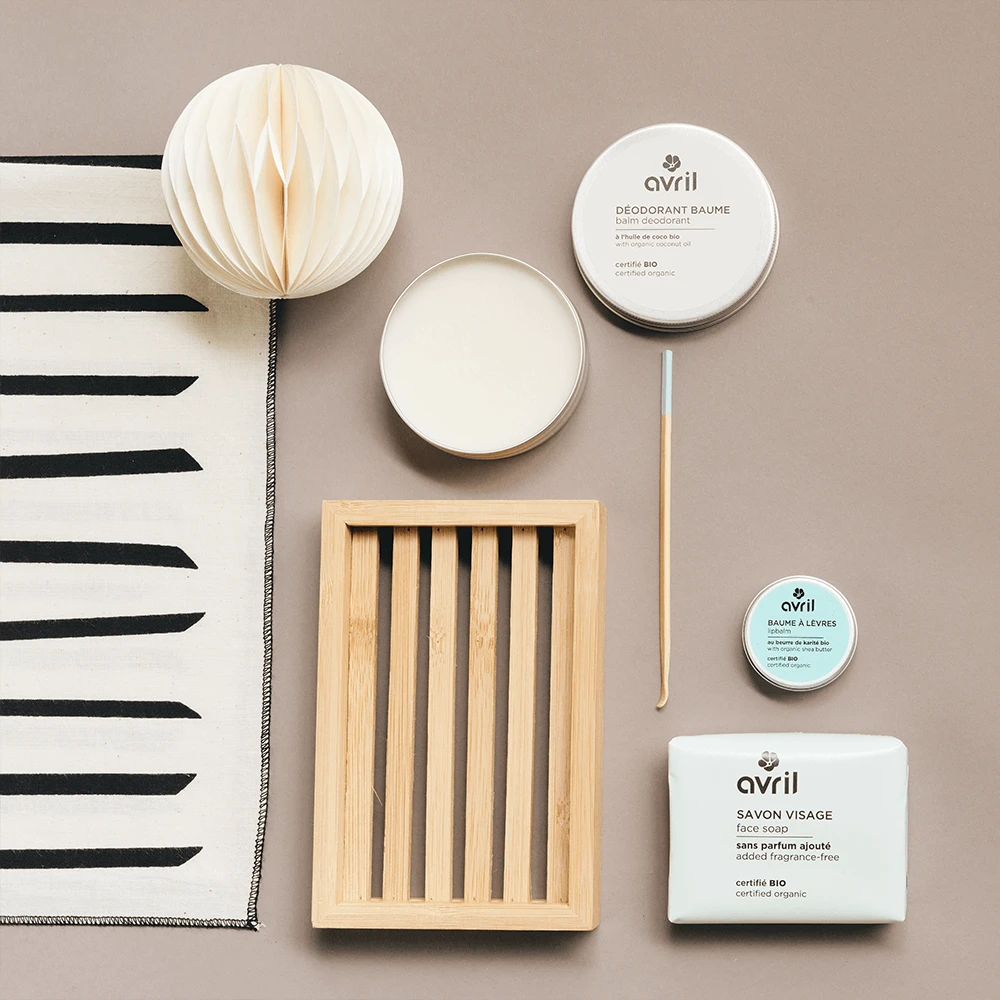 avril
DÉODORANT BAUME
balm deodorant
à l'huile de coco bio
with organic coconut oil
certifié BIO
certified organic
avril
BAUME À LÈVRES
lipbalm
au beurre de karité bio
with organic shea butter
certifié BIO
certified organic
avril
SAVON VISAGE
face soap
sans parfum ajouté
added fragrance-free
certifié BIO
certified organic